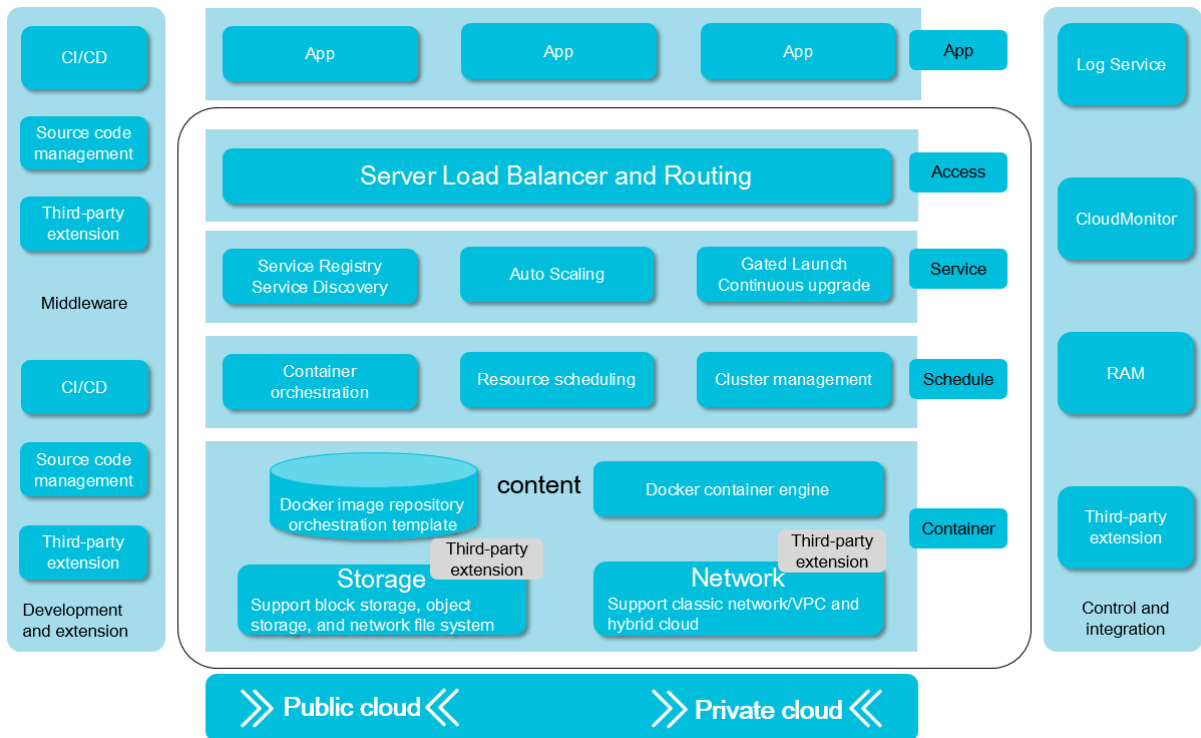 CI/CD
Source code
management
Third-party
extension
Middleware
CI/CD
Source code
management
Third-party
extension
Development
and extension
App
App
App
App
Server Load Balancer and Routing
Access
Service Registry
Service Discovery
Auto Scaling
Gated Launch
Continuous upgrade
Service
Container
orchestration
Resource scheduling
Cluster management
Schedule
Docker image repository
orchestration template
content
Docker container engine
Container
Third-party
extension
Storage
Support block storage, object
storage, and network file system
Third-party
extension
Network
Support classic network/VPC and
hybrid cloud
Public cloud
Private cloud
Log Service
CloudMonitor
RAM
Third-party
extension
Control and
integration